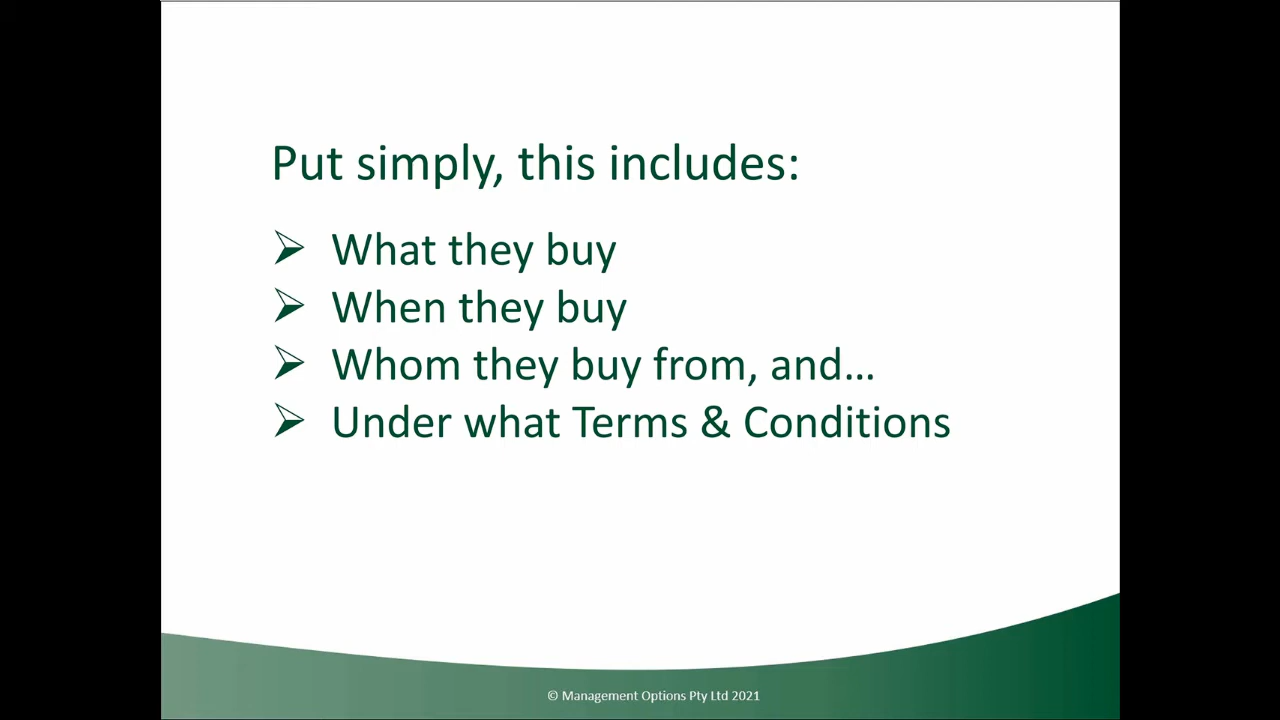 Put simply, this includes:
What they buy
When they buy
Whom they buy from, and…
Under what Terms & Conditions
© Management Options Pty Ltd 2021